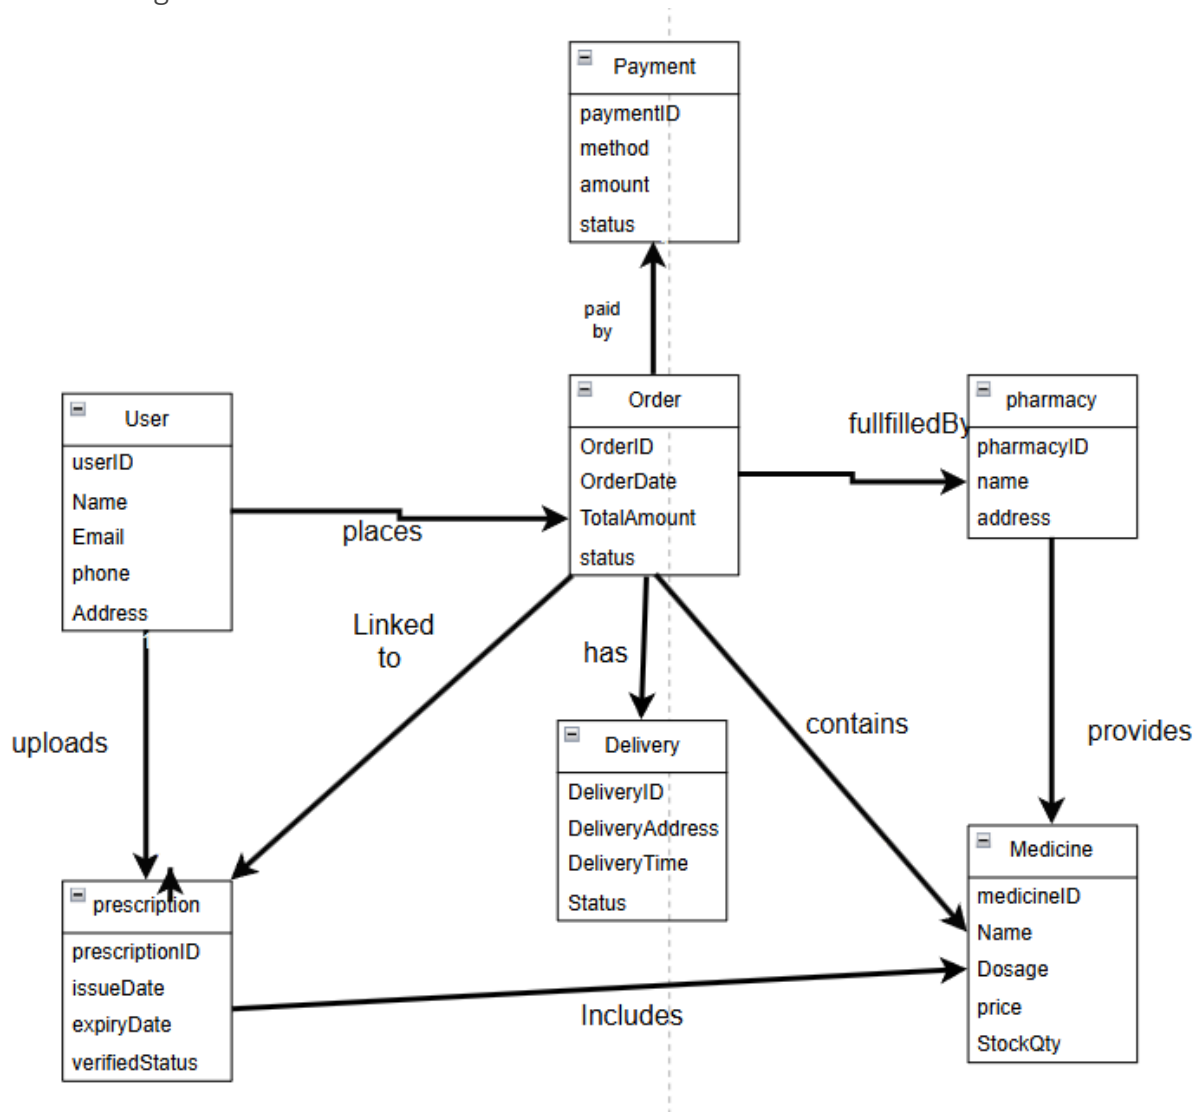 Payment
paymentID
method
amount
status
paid
by
User
userID
Name
Email
phone
Address
places
Order
OrderID
OrderDate
TotalAmount
status
fullfilledBy
pharmacy
pharmacyID
name
address
Linked
to
has
contains
provides
uploads
Delivery
DeliveryID
DeliveryAddress
DeliveryTime
Status
prescription
prescriptionID
issueDate
expiryDate
verifiedStatus
Includes
Medicine
medicineID
Name
Dosage
price
StockQty